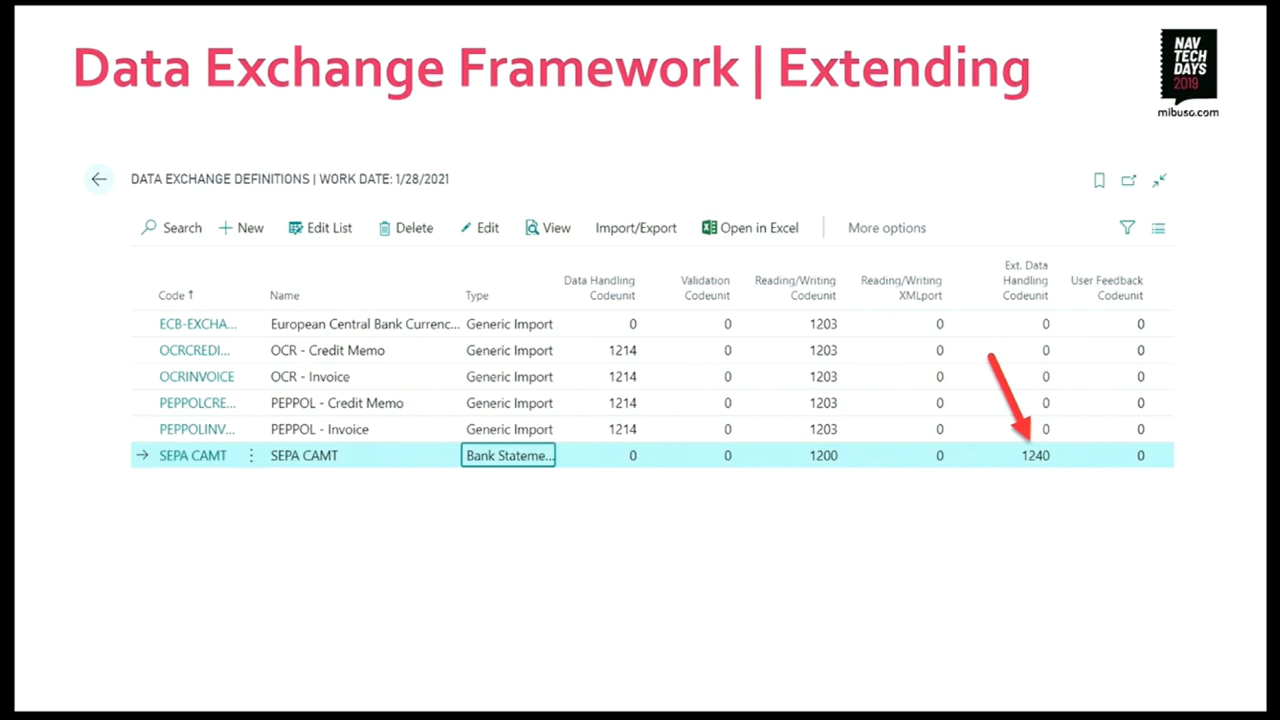 Data Exchange Framework | Extending
NAV
TECH
DAYS
2019
mibuso.com
DATA EXCHANGE DEFINITIONS | WORK DATE: 1/28/2021
Search New Edit List Delete Edit View Import/Export Open in Excel More options
Code ↑ Name Type Data Handling Codeunit Validation Codeunit Reading/Writing Codeunit Reading/Writing XMLport Ext. Data Handling Codeunit User Feedback Codeunit
ECB-EXCHA... European Central Bank Currenc... Generic Import 0 0 1203 0 0 0
OCRCREDI... OCR - Credit Memo Generic Import 1214 0 1203 0 0 0
OCRINVOICE OCR - Invoice Generic Import 1214 0 1203 0 0 0
PEPPOLCRE... PEPPOL - Credit Memo Generic Import 1214 0 1203 0 0 0
PEPPOLINV... PEPPOL - Invoice Generic Import 1214 0 1203 0 0 0
SEPA CAMT SEPA CAMT Bank Stateme... 0 0 1200 0 1240 0